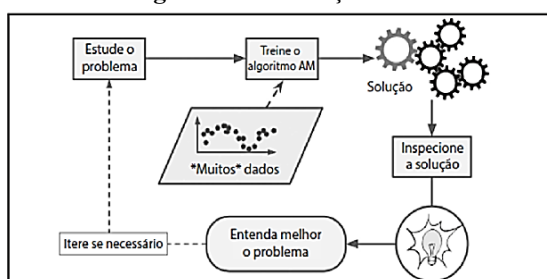 Estude o
problema
Treine o
algoritmo AM
Solução
*Muitos* dados
Inspecione
a solução
Entenda melhor
o problema
Itere se necessário